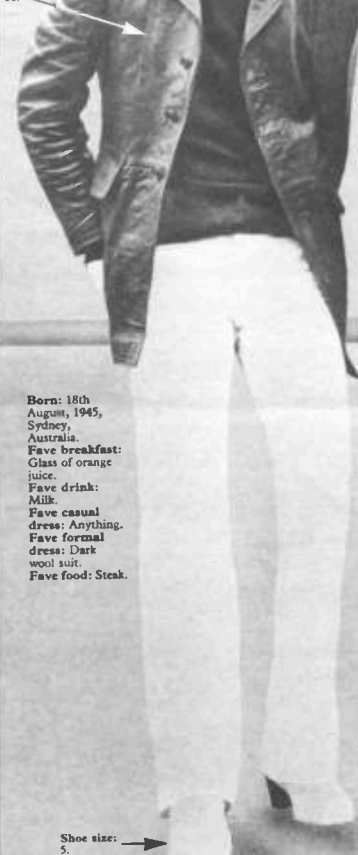 Born: 18th
August, 1945,
Sydney,
Australia.
Fave breakfast:
Glass of orange
juice.
Fave drink:
Milk.
Fave casual
dress: Anything.
Fave formal
dress: Dark
wool suit.
Fave food: Steak.
Shoe size:
5.